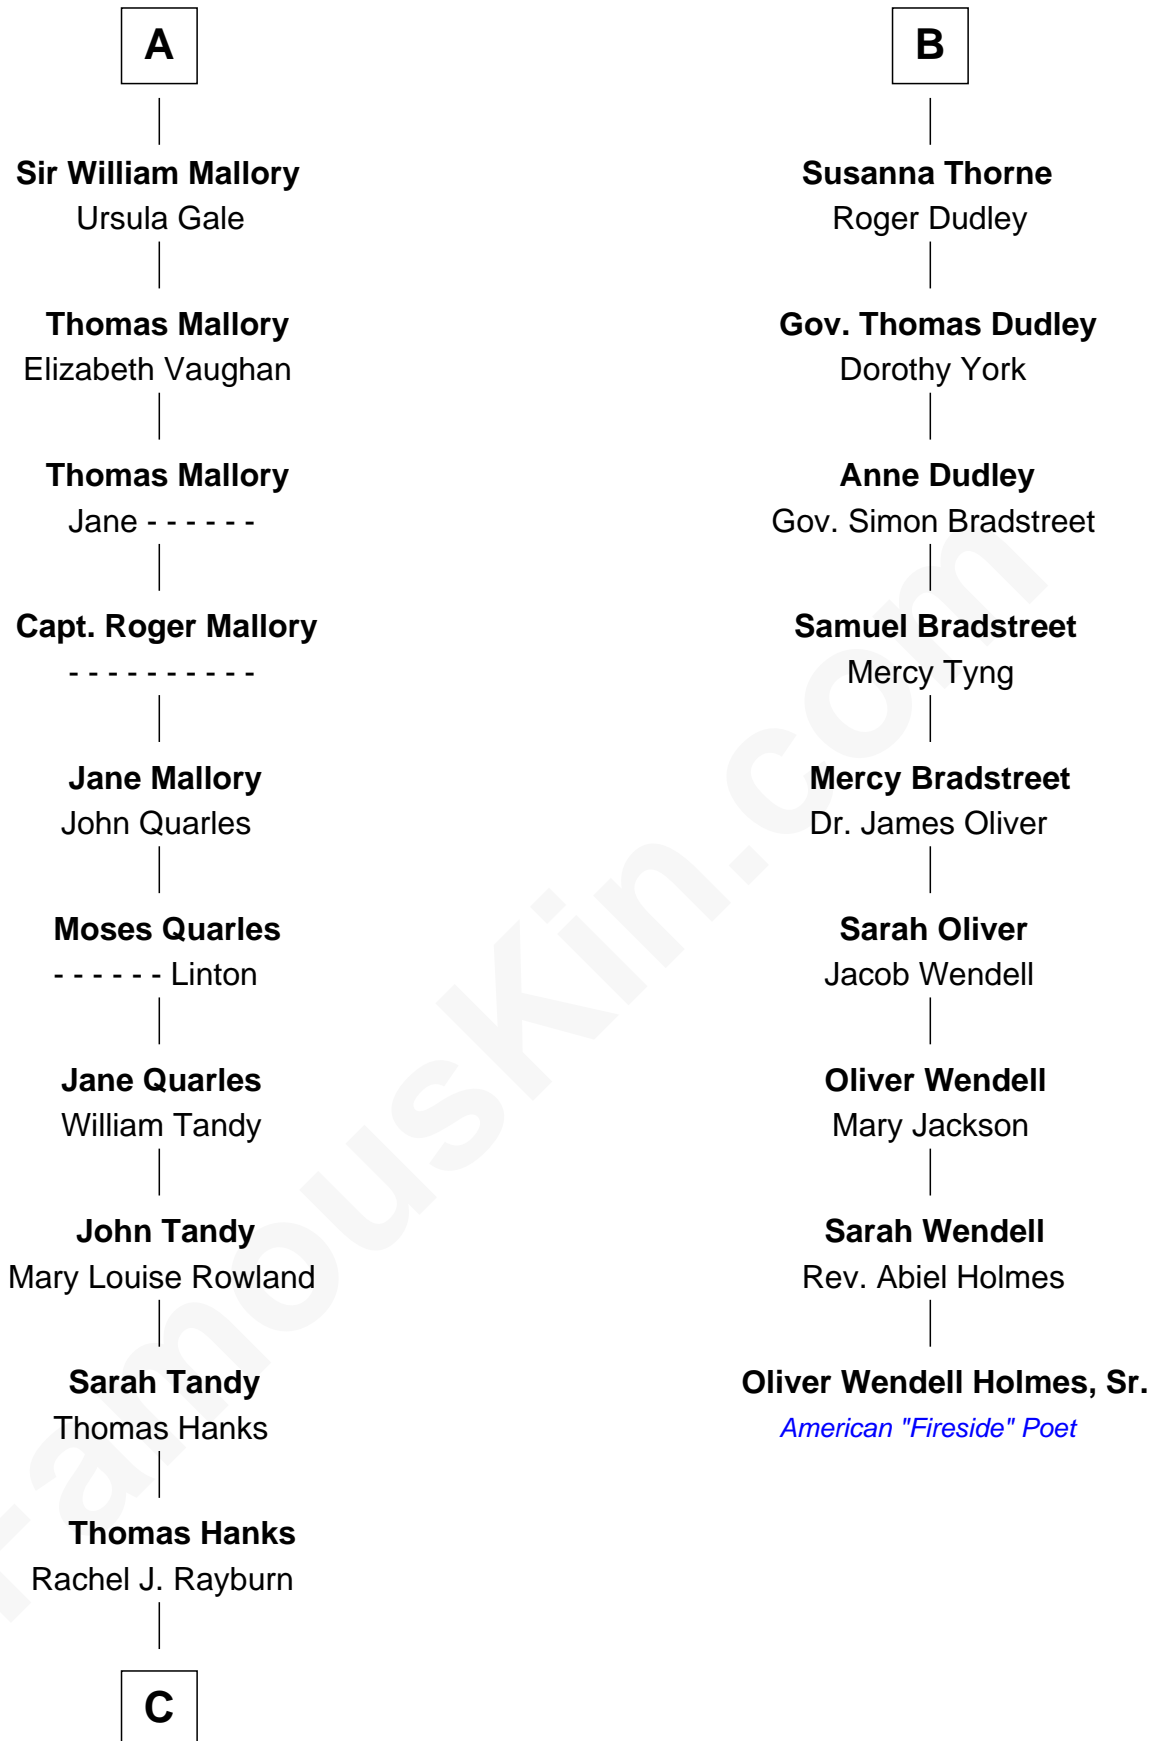 A
Sir William Mallory
Ursula Gale
Thomas Mallory
Elizabeth Vaughan
Thomas Mallory
Jane - - - - - -
Capt. Roger Mallory
- - - - - - - - - -
Jane Mallory
John Quarles
Moses Quarles
- - - - - - Linton
Jane Quarles
William Tandy
John Tandy
Mary Louise Rowland
Sarah Tandy
Thomas Hanks
Thomas Hanks
Rachel J. Rayburn
C
B
Susanna Thorne
Roger Dudley
Gov. Thomas Dudley
Dorothy York
Anne Dudley
Gov. Simon Bradstreet
Samuel Bradstreet
Mercy Tyng
Mercy Bradstreet
Dr. James Oliver
Sarah Oliver
Jacob Wendell
Oliver Wendell
Mary Jackson
Sarah Wendell
Rev. Abiel Holmes
Oliver Wendell Holmes, Sr.
American "Fireside" Poet
FamousKin.com